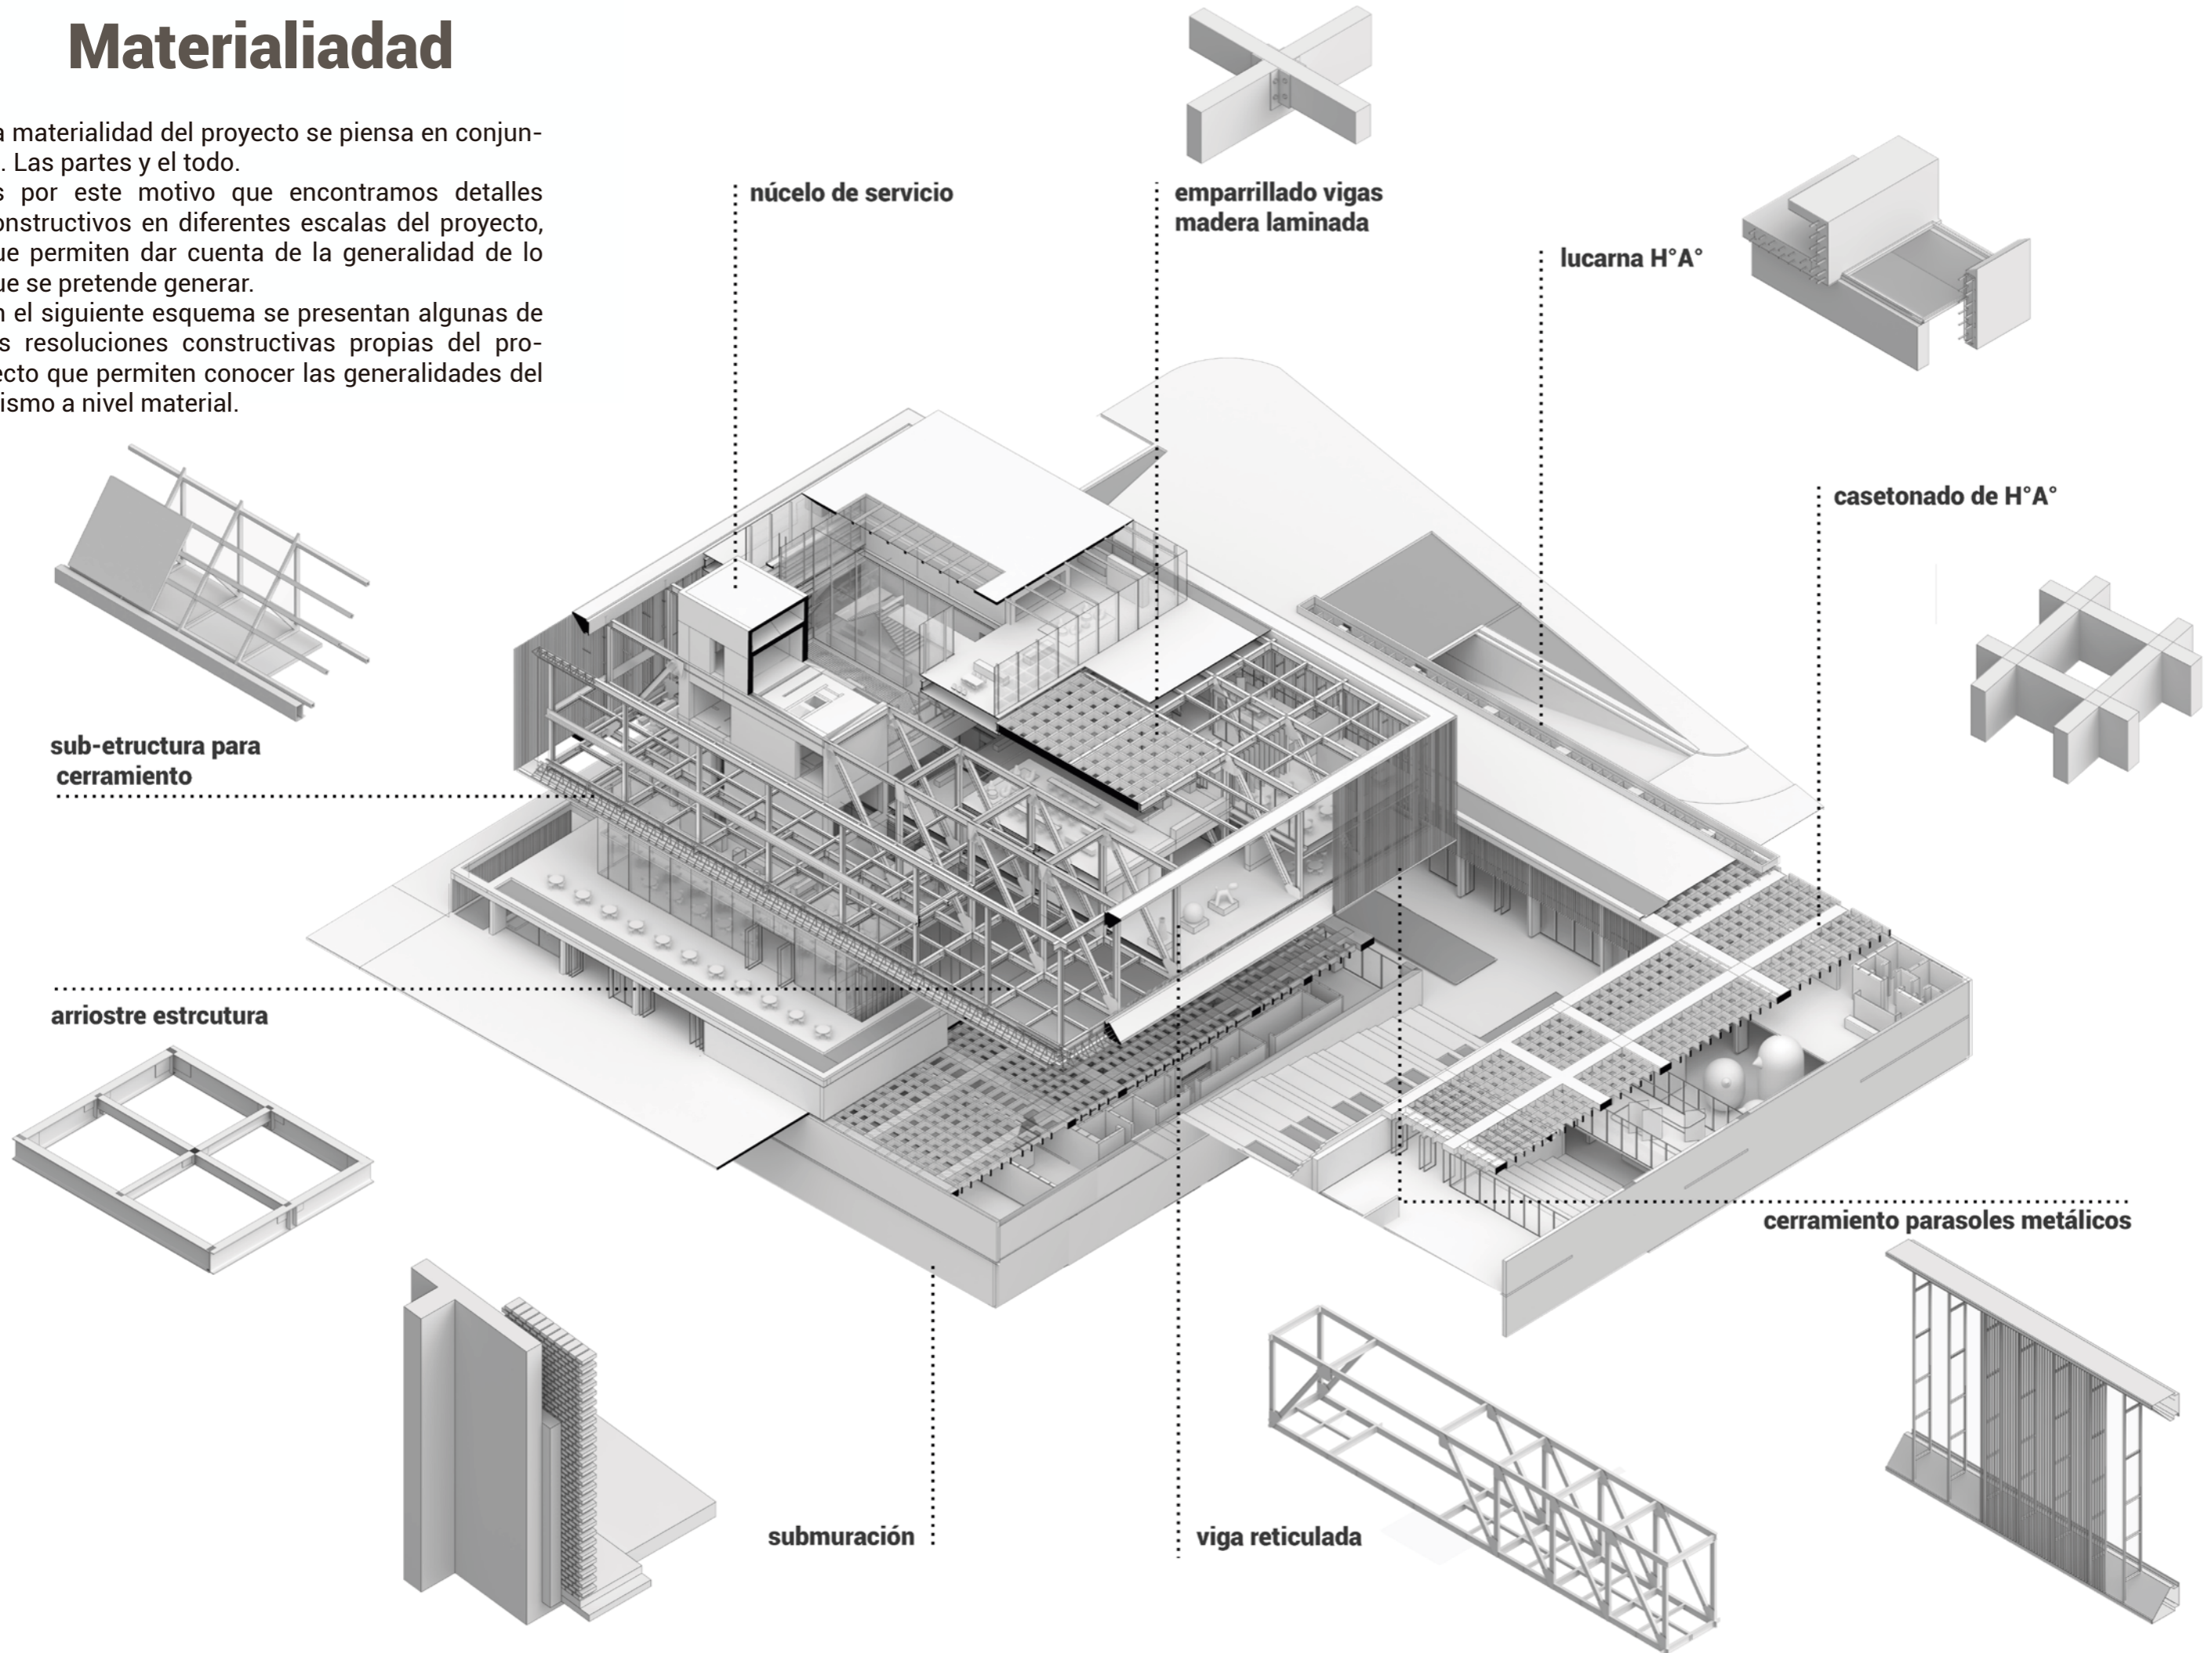 Materialiadad
a materialidad del proyecto se piensa en conjun-
. Las partes y el todo.
s por este motivo que encontramos detalles
onstructivos en diferentes escalas del proyecto,
ue permiten dar cuenta de la generalidad de lo
ue se pretende generar.
n el siguiente esquema se presentan algunas de
s resoluciones constructivas propias del pro-
ecto que permiten conocer las generalidades del
ismo a nivel material.
núcelo de servicio
emparrillado vigas
madera laminada
lucarna H°A°
casetonado de H°A°
sub-etructura para
cerramiento
arriostre estrcutura
cerramiento parasoles metálicos
submuración
viga reticulada